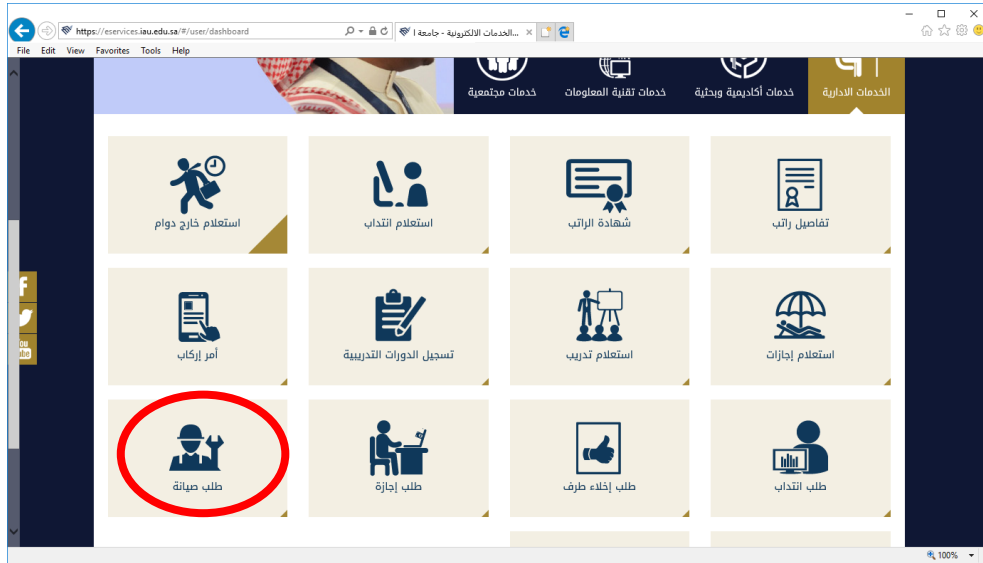 https://eservices.iau.edu.sa/#/user/dashboard
الخدمات الالكترونية - جامعة ا...
File Edit View Favorites Tools Help
الخدمات الادارية
خدمات أكاديمية وبحثية
خدمات تقنية المعلومات
خدمات مجتمعية
تفاصيل راتب
شهادة الراتب
استعلام انتداب
استعلام خارج دوام
استعلام إجازات
استعلام تدريب
تسجيل الدورات التدريبية
أمر إركاب
طلب انتداب
طلب إخلاء طرف
طلب إجازة
طلب صيانة
You
Tube
100%